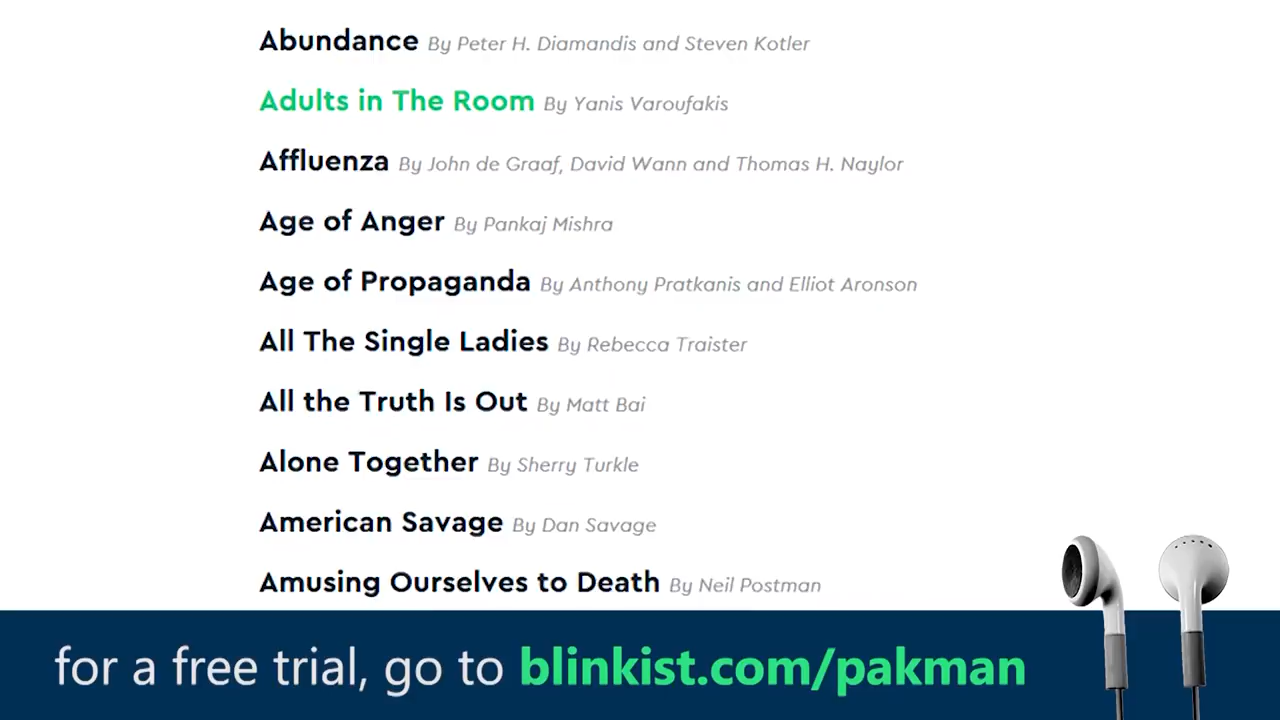 Abundance By Peter H. Diamandis and Steven Kotler
Adults in The Room By Yanis Varoufakis
Affluenza By John de Graaf, David Wann and Thomas H. Naylor
Age of Anger By Pankaj Mishra
Age of Propaganda By Anthony Pratkanis and Elliot Aronson
All The Single Ladies By Rebecca Traister
All the Truth Is Out By Matt Bai
Alone Together By Sherry Turkle
American Savage By Dan Savage
Amusing Ourselves to Death By Neil Postman
for a free trial, go to blinkist.com/pakman